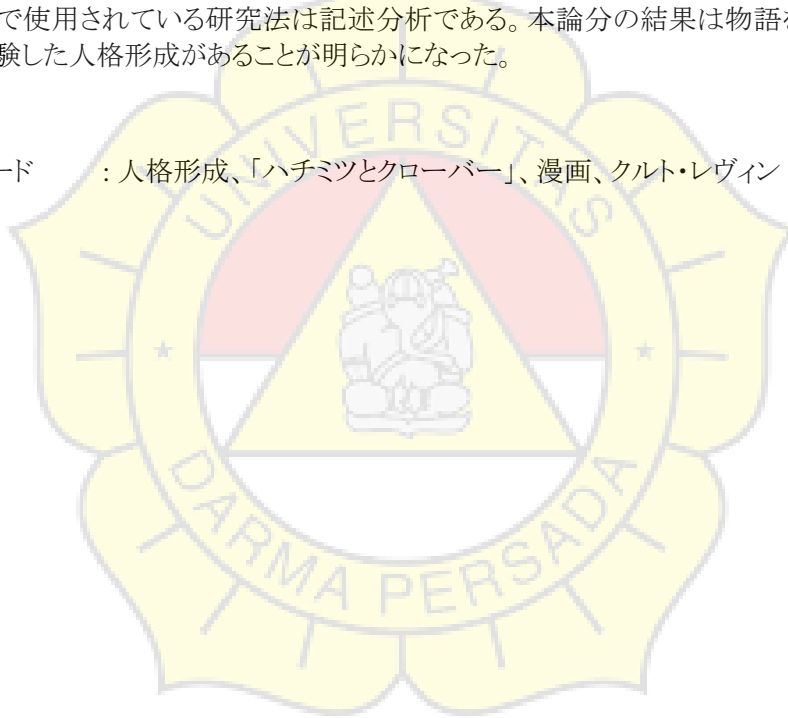 で使用されている研究法は記述分析である。本論分の結果は物語
験した人格形成があることが明らかになった。
ード : 人格形成、「ハチミツとクローバー」、漫画、クルト・レヴィン
UNIVERSITAS
DARMA PERSADA